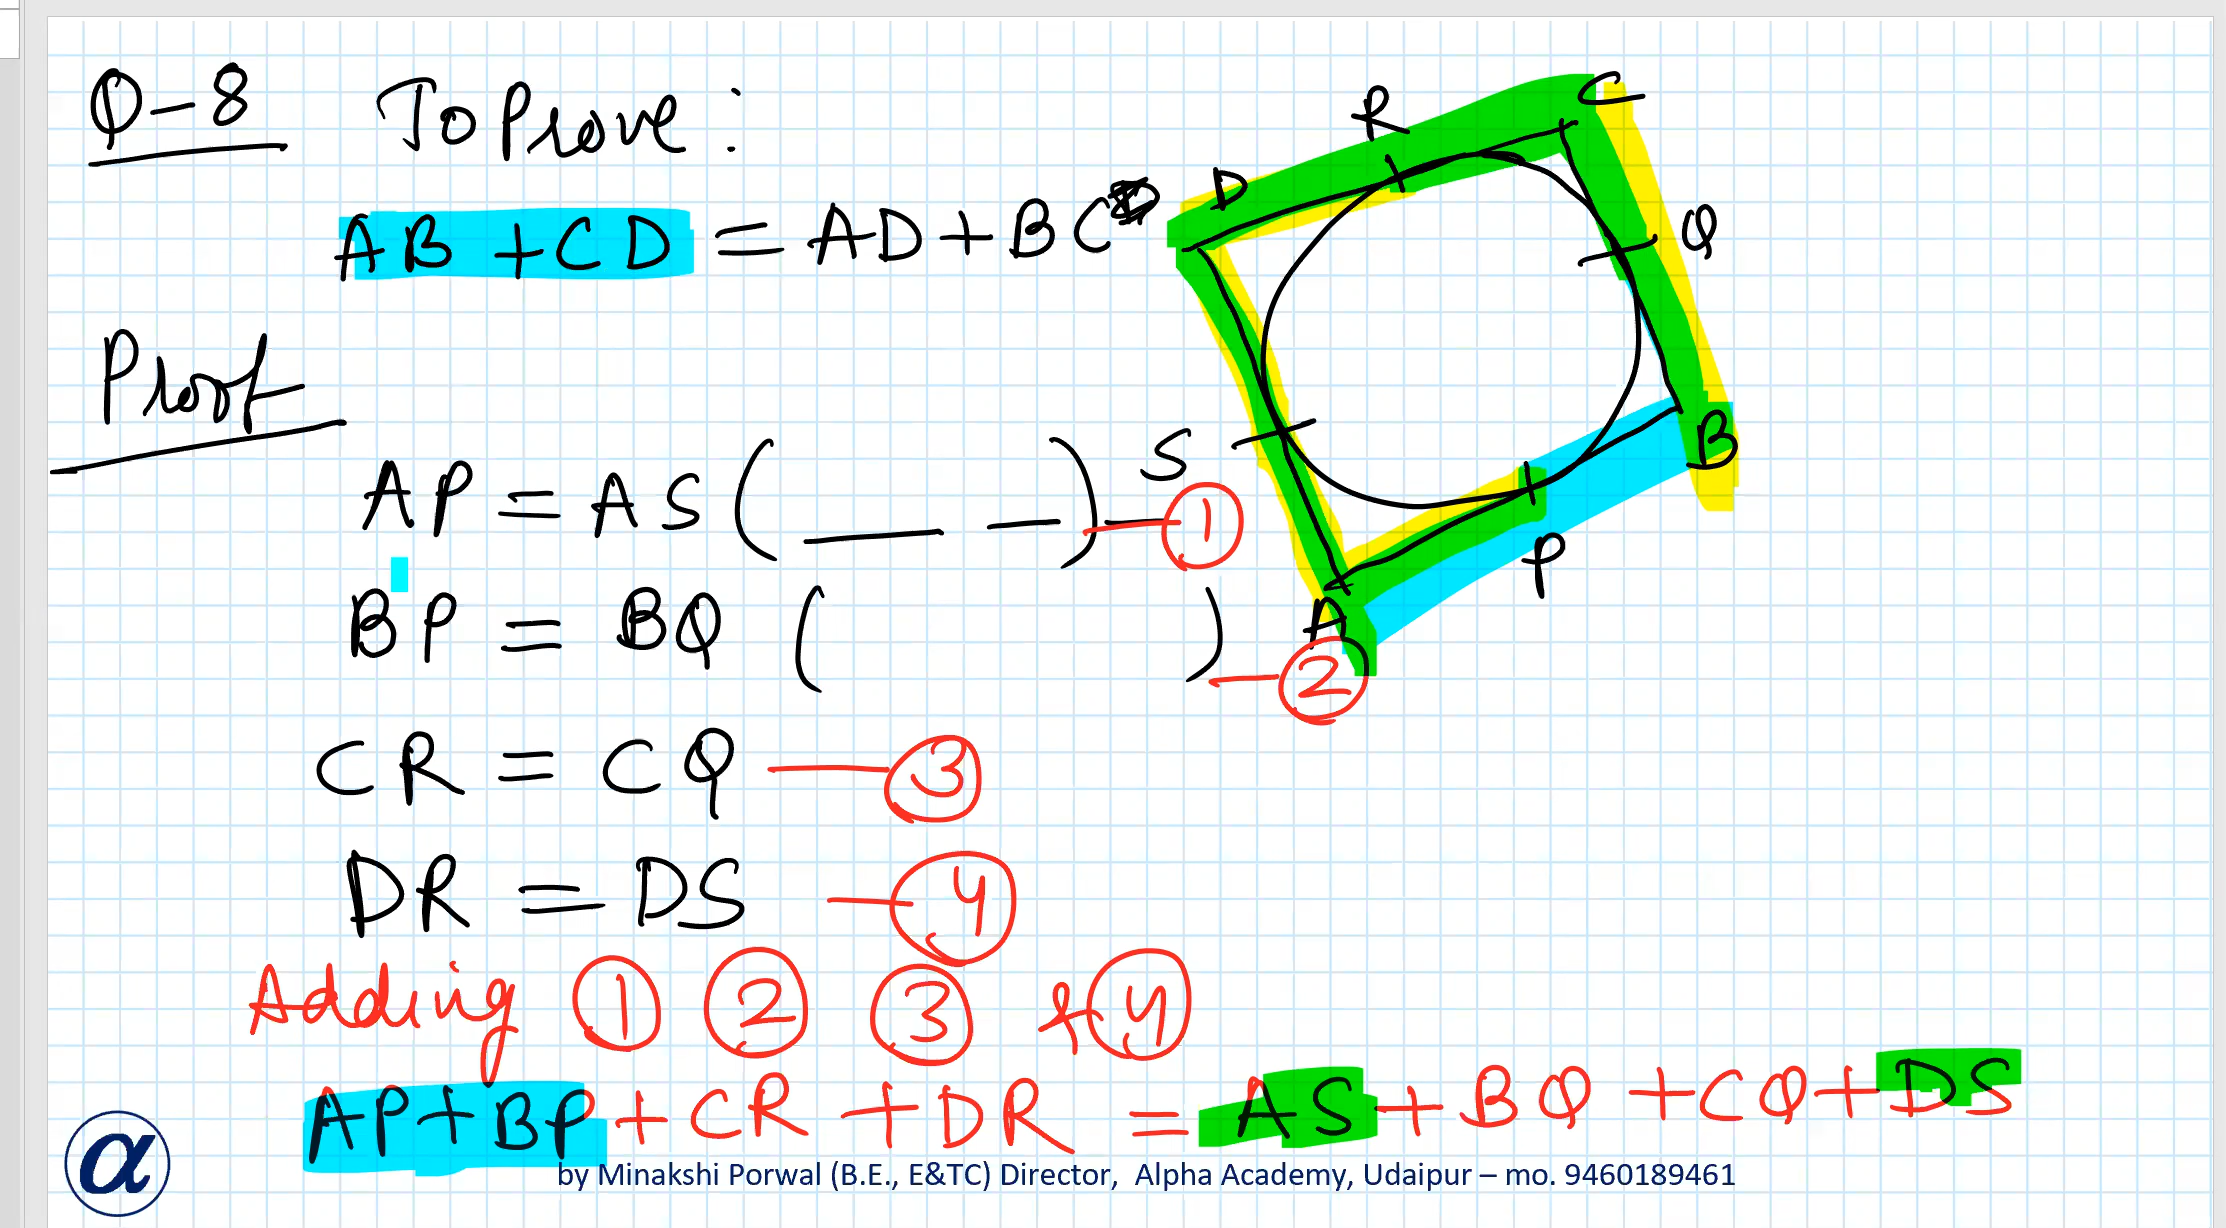 Q-8 To Prove:
AB + CD = AD + BC
Proof
AP = AS ( __ _ ) — 1
BP = BQ ( ) — 2
CR = CQ — 3
DR = DS — 4
Adding 1 2 3 & 4
AP+BP+CR+DR = AS+BQ+CQ+DS
R
C
D
Q
S
B
P
A
α
by Minakshi Porwal (B.E., E&TC) Director, Alpha Academy, Udaipur – mo. 9460189461